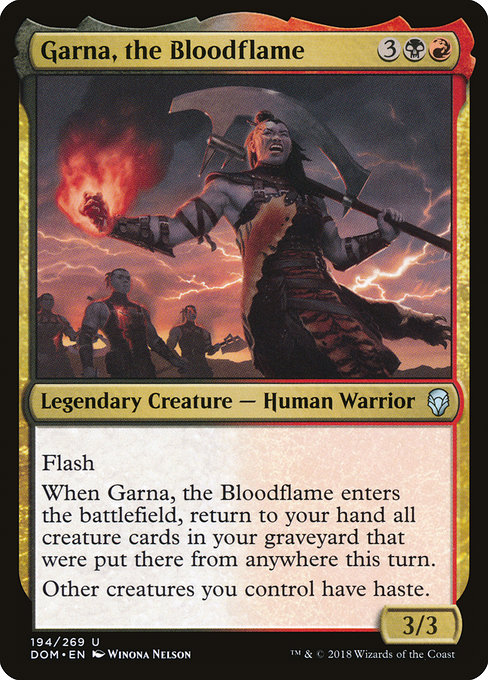 Garna, the Bloodflame 3
Legendary Creature — Human Warrior
Flash
When Garna, the Bloodflame enters
the battlefield, return to your hand all
creature cards in your graveyard that
were put there from anywhere this turn.
Other creatures you control have haste.
3/3
194/269 U
DOM • EN Winona Nelson
™ & © 2018 Wizards of the Coast